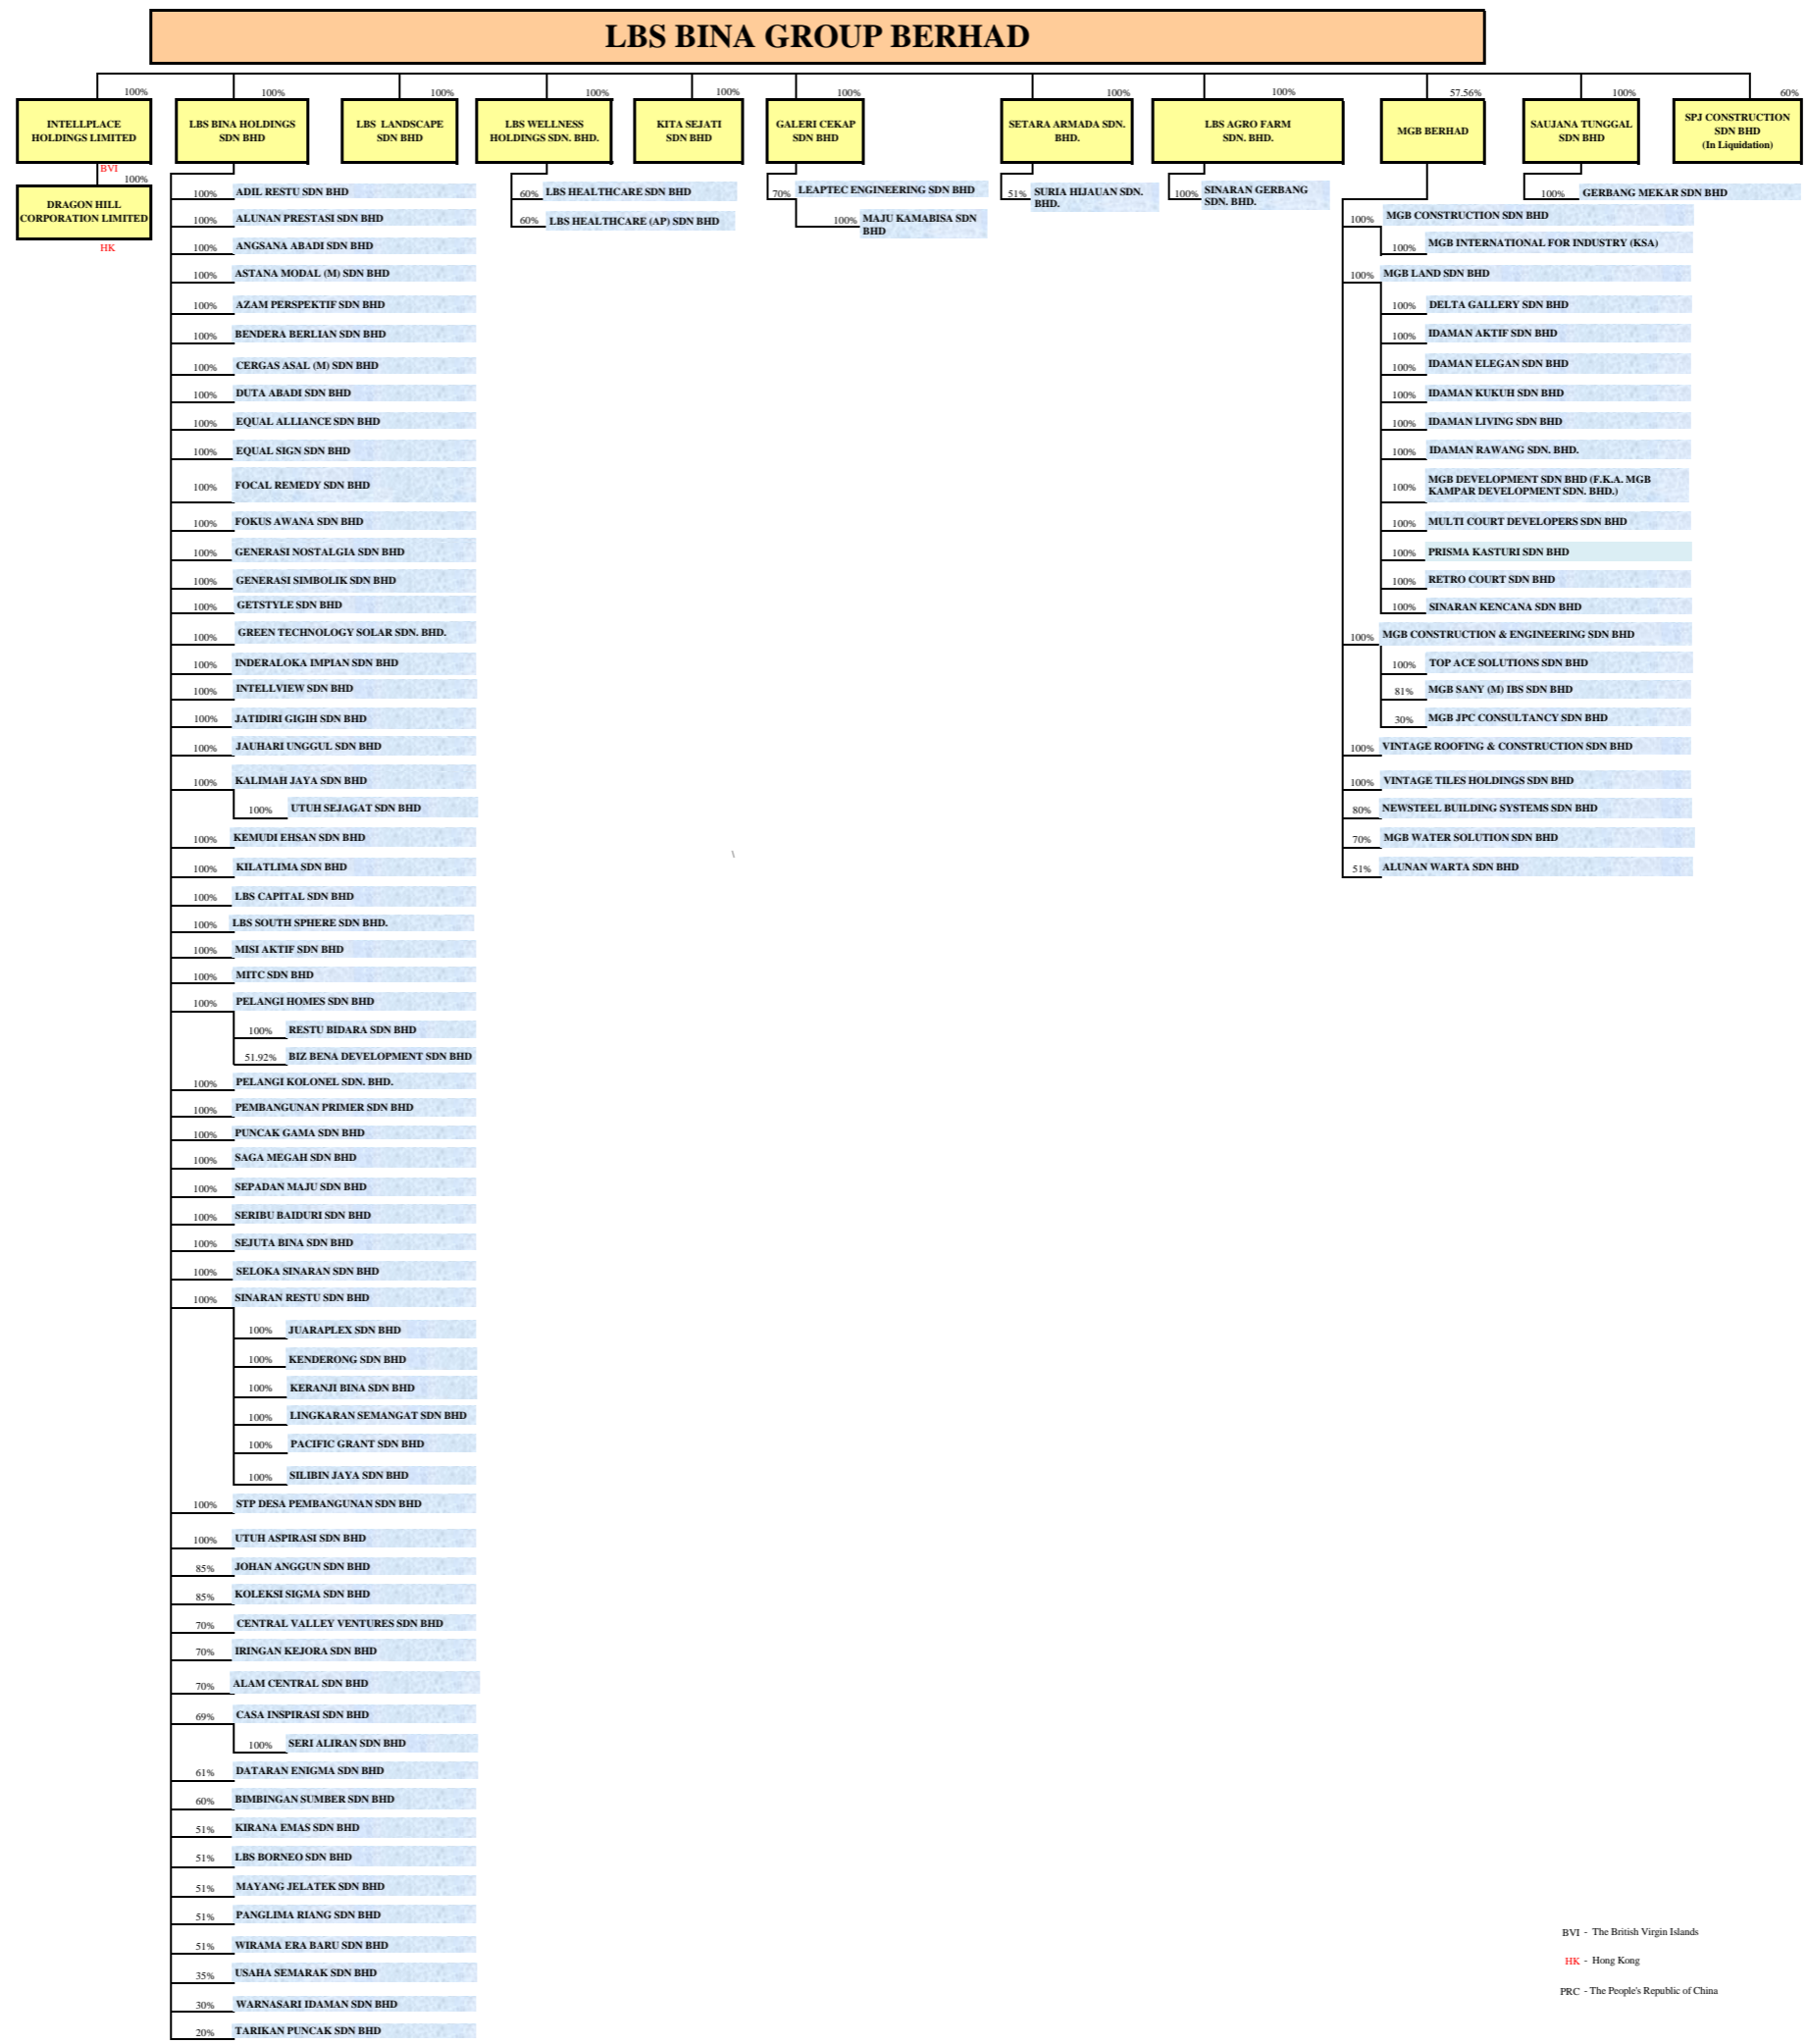 LBS BINA GROUP BERHAD
100%
INTELLPLACE
HOLDINGS LIMITED
BVI
100%
DRAGON HILL
CORPORATION LIMITED
HK
100%
LBS BINA HOLDINGS
SDN BHD
100% ADIL RESTU SDN BHD
100% ALUNAN PRESTASI SDN BHD
100% ANGSANA ABADI SDN BHD
100% ASTANA MODAL (M) SDN BHD
100% AZAM PERSPEKTIF SDN BHD
100% BENDERA BERLIAN SDN BHD
100% CERGAS ASAL (M) SDN BHD
100% DUTA ABADI SDN BHD
100% EQUAL ALLIANCE SDN BHD
100% EQUAL SIGN SDN BHD
100% FOCAL REMEDY SDN BHD
100% FOKUS AWANA SDN BHD
100% GENERASI NOSTALGIA SDN BHD
100% GENERASI SIMBOLIK SDN BHD
100% GETSTYLE SDN BHD
100% GREEN TECHNOLOGY SOLAR SDN. BHD.
100% INDERALOKA IMPIAN SDN BHD
100% INTELLVIEW SDN BHD
100% JATIDIRI GIGIH SDN BHD
100% JAUHARI UNGGUL SDN BHD
100% KALIMAH JAYA SDN BHD
100% UTUH SEJAGAT SDN BHD
100% KEMUDI EHSAN SDN BHD
100% KILATLIMA SDN BHD
100% LBS CAPITAL SDN BHD
100% LBS SOUTH SPHERE SDN BHD.
100% MISI AKTIF SDN BHD
100% MITC SDN BHD
100% PELANGI HOMES SDN BHD
100% RESTU BIDARA SDN BHD
51.92% BIZ BENA DEVELOPMENT SDN BHD
100% PELANGI KOLONEL SDN. BHD.
100% PEMBANGUNAN PRIMER SDN BHD
100% PUNCAK GAMA SDN BHD
100% SAGA MEGAH SDN BHD
100% SEPADAN MAJU SDN BHD
100% SERIBU BAIDURI SDN BHD
100% SEJUTA BINA SDN BHD
100% SELOKA SINARAN SDN BHD
100% SINARAN RESTU SDN BHD
100% JUARAPLEX SDN BHD
100% KENDERONG SDN BHD
100% KERANJI BINA SDN BHD
100% LINGKARAN SEMANGAT SDN BHD
100% PACIFIC GRANT SDN BHD
100% SILIBIN JAYA SDN BHD
100% STP DESA PEMBANGUNAN SDN BHD
100% UTUH ASPIRASI SDN BHD
85% JOHAN ANGGUN SDN BHD
85% KOLEKSI SIGMA SDN BHD
70% CENTRAL VALLEY VENTURES SDN BHD
70% IRINGAN KEJORA SDN BHD
70% ALAM CENTRAL SDN BHD
69% CASA INSPIRASI SDN BHD
100% SERI ALIRAN SDN BHD
61% DATARAN ENIGMA SDN BHD
60% BIMBINGAN SUMBER SDN BHD
51% KIRANA EMAS SDN BHD
51% LBS BORNEO SDN BHD
51% MAYANG JELATEK SDN BHD
51% PANGLIMA RIANG SDN BHD
51% WIRAMA ERA BARU SDN BHD
35% USAHA SEMARAK SDN BHD
30% WARNASARI IDAMAN SDN BHD
20% TARIKAN PUNCAK SDN BHD
100%
LBS LANDSCAPE
SDN BHD
100%
LBS WELLNESS
HOLDINGS SDN. BHD.
60% LBS HEALTHCARE SDN BHD
60% LBS HEALTHCARE (AP) SDN BHD
100%
KITA SEJATI
SDN BHD
100%
GALERI CEKAP
SDN BHD
70% LEAPTEC ENGINEERING SDN BHD
100% MAJU KAMABISA SDN
BHD
\
100%
SETARA ARMADA SDN.
BHD.
51% SURIA HIJAUAN SDN.
BHD.
100%
LBS AGRO FARM
SDN. BHD.
100% SINARAN GERBANG
SDN. BHD.
57.56%
MGB BERHAD
100% MGB CONSTRUCTION SDN BHD
100% MGB INTERNATIONAL FOR INDUSTRY (KSA)
100% MGB LAND SDN BHD
100% DELTA GALLERY SDN BHD
100% IDAMAN AKTIF SDN BHD
100% IDAMAN ELEGAN SDN BHD
100% IDAMAN KUKUH SDN BHD
100% IDAMAN LIVING SDN BHD
100% IDAMAN RAWANG SDN. BHD.
100% MGB DEVELOPMENT SDN BHD (F.K.A. MGB
KAMPAR DEVELOPMENT SDN. BHD.)
100% MULTI COURT DEVELOPERS SDN BHD
100% PRISMA KASTURI SDN BHD
100% RETRO COURT SDN BHD
100% SINARAN KENCANA SDN BHD
100% MGB CONSTRUCTION & ENGINEERING SDN BHD
100% TOP ACE SOLUTIONS SDN BHD
81% MGB SANY (M) IBS SDN BHD
30% MGB JPC CONSULTANCY SDN BHD
100% VINTAGE ROOFING & CONSTRUCTION SDN BHD
100% VINTAGE TILES HOLDINGS SDN BHD
80% NEWSTEEL BUILDING SYSTEMS SDN BHD
70% MGB WATER SOLUTION SDN BHD
51% ALUNAN WARTA SDN BHD
100%
SAUJANA TUNGGAL
SDN BHD
100% GERBANG MEKAR SDN BHD
60%
SPJ CONSTRUCTION
SDN BHD
(In Liquidation)
BVI - The British Virgin Islands
HK - Hong Kong
PRC - The People's Republic of China